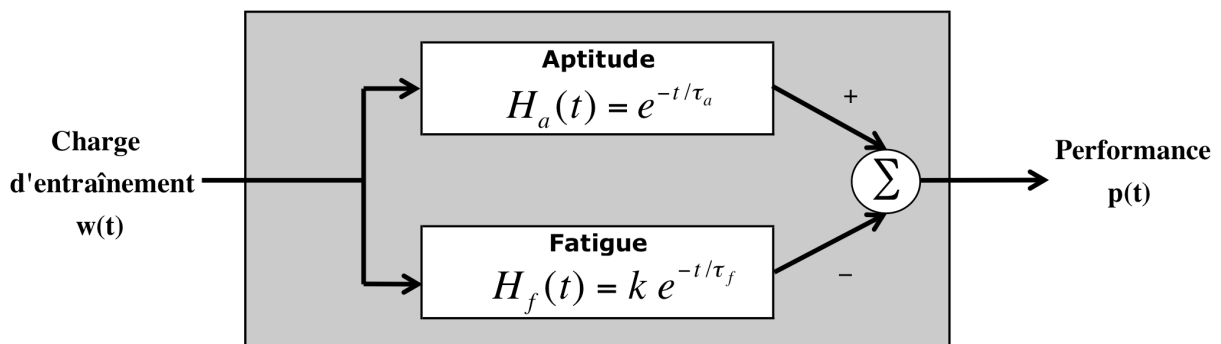 Charge
d'entraînement
w(t)
Aptitude
H_a(t) = e^{-t/τ_a}
+
Σ
Performance
p(t)
Fatigue
H_f(t) = k e^{-t/τ_f}
−